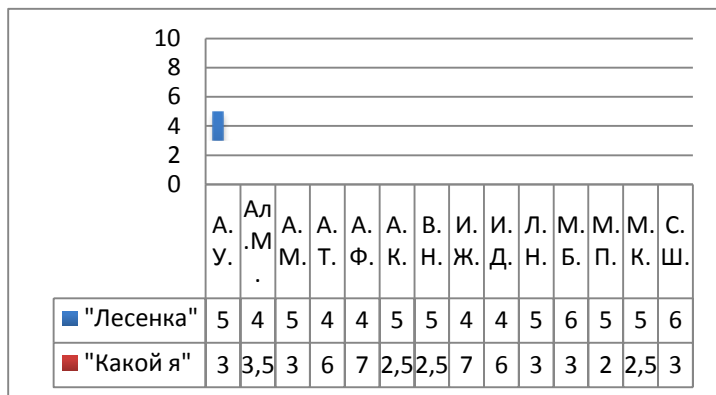 10
8
6
4
2
0
А. У. Ал .М . А. М. А. Т. А. Ф. А. К. В. Н. И. Ж. И. Д. Л. Н. М. Б. М. П. М. К. С. Ш.
"Лесенка" 5 4 5 4 4 5 5 4 4 5 6 5 5 6
"Какой я" 3 3,5 3 6 7 2,5 2,5 7 6 3 3 2 2,5 3